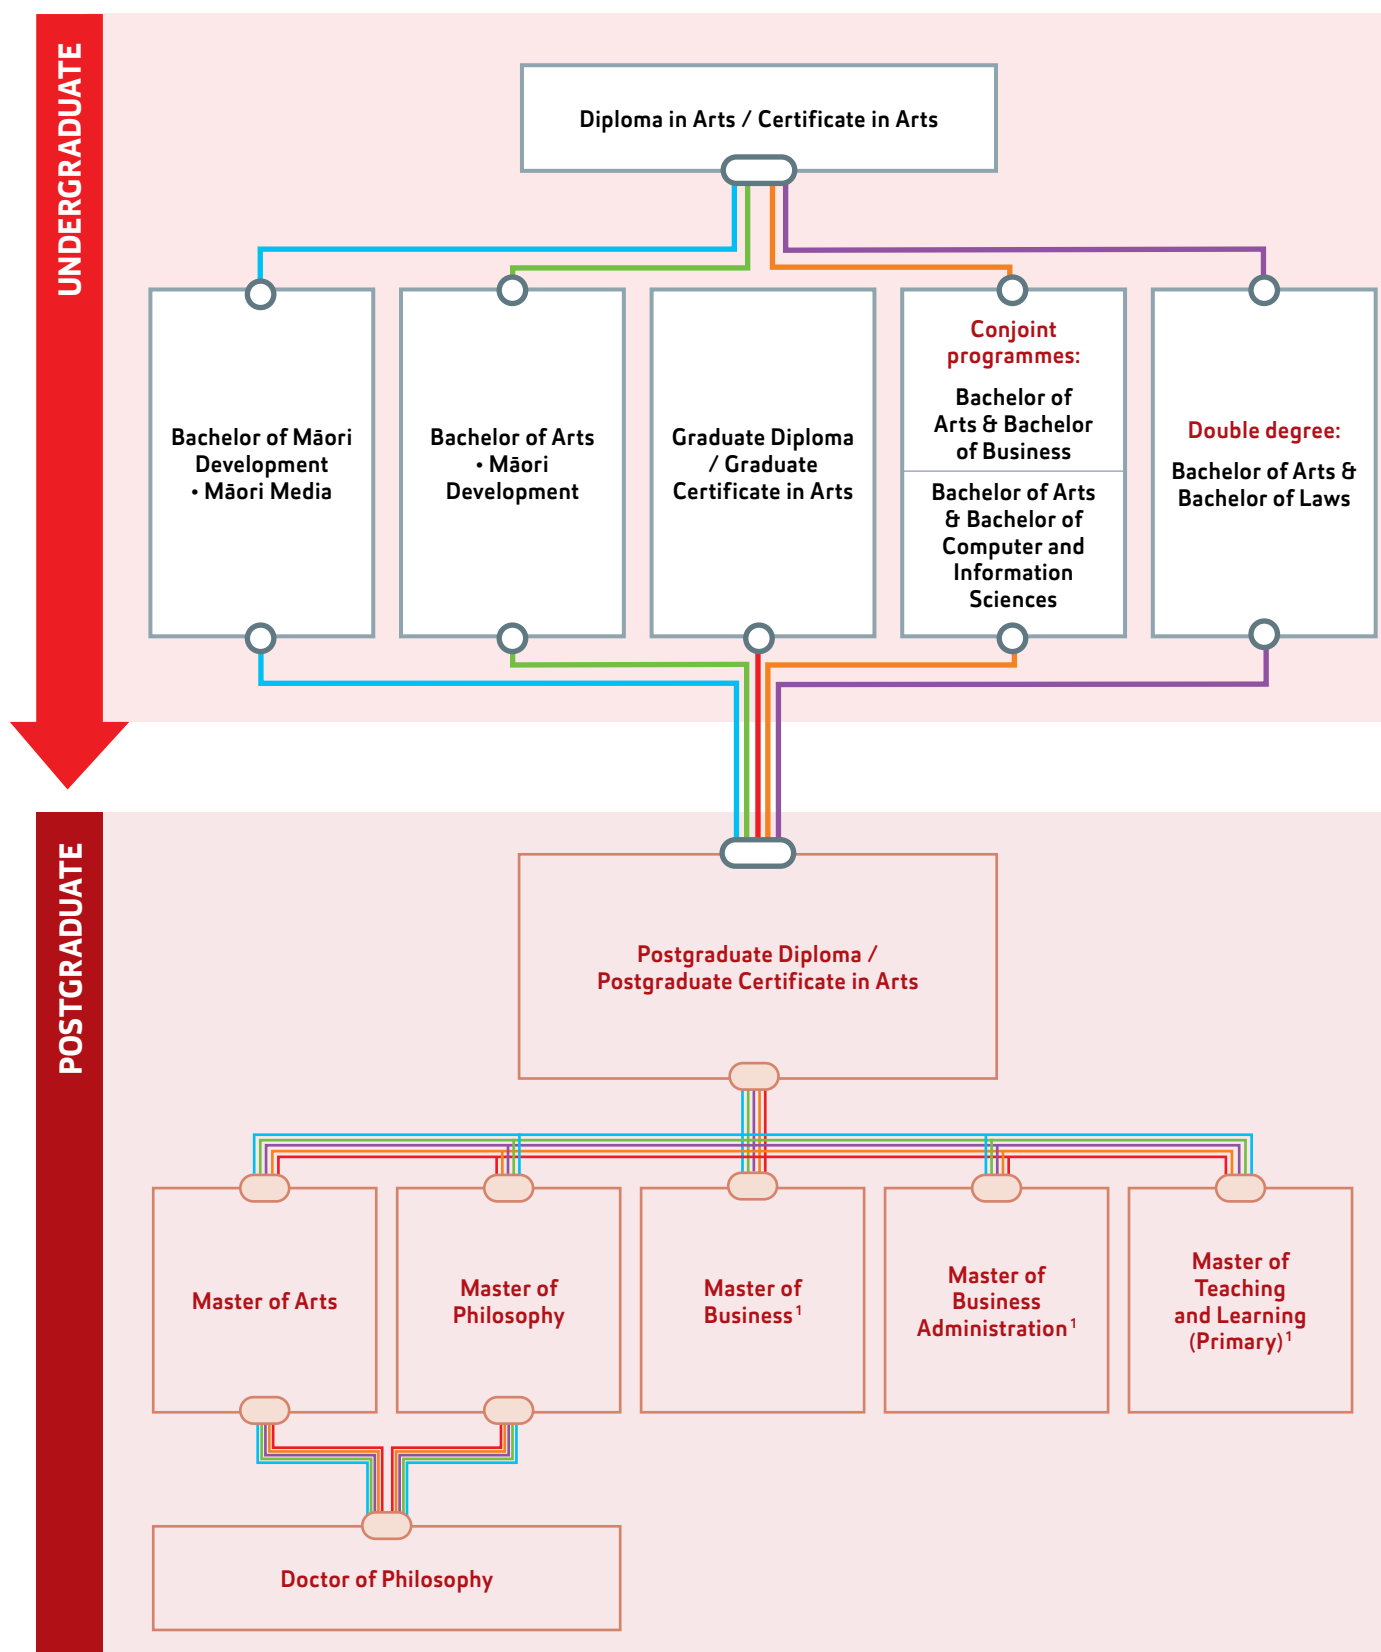 UNDERGRADUATE
Diploma in Arts / Certificate in Arts
Bachelor of Māori
Development
• Māori Media
Bachelor of Arts
• Māori
Development
Graduate Diploma
/ Graduate
Certificate in Arts
Conjoint
programmes:
Bachelor of
Arts & Bachelor
of Business
Bachelor of Arts
& Bachelor of
Computer and
Information
Sciences
Double degree:
Bachelor of Arts &
Bachelor of Laws
POSTGRADUATE
Postgraduate Diploma /
Postgraduate Certificate in Arts
Master of Arts
Master of
Philosophy
Master of
Business¹
Master of
Business
Administration¹
Master of
Teaching
and Learning
(Primary)¹
Doctor of Philosophy